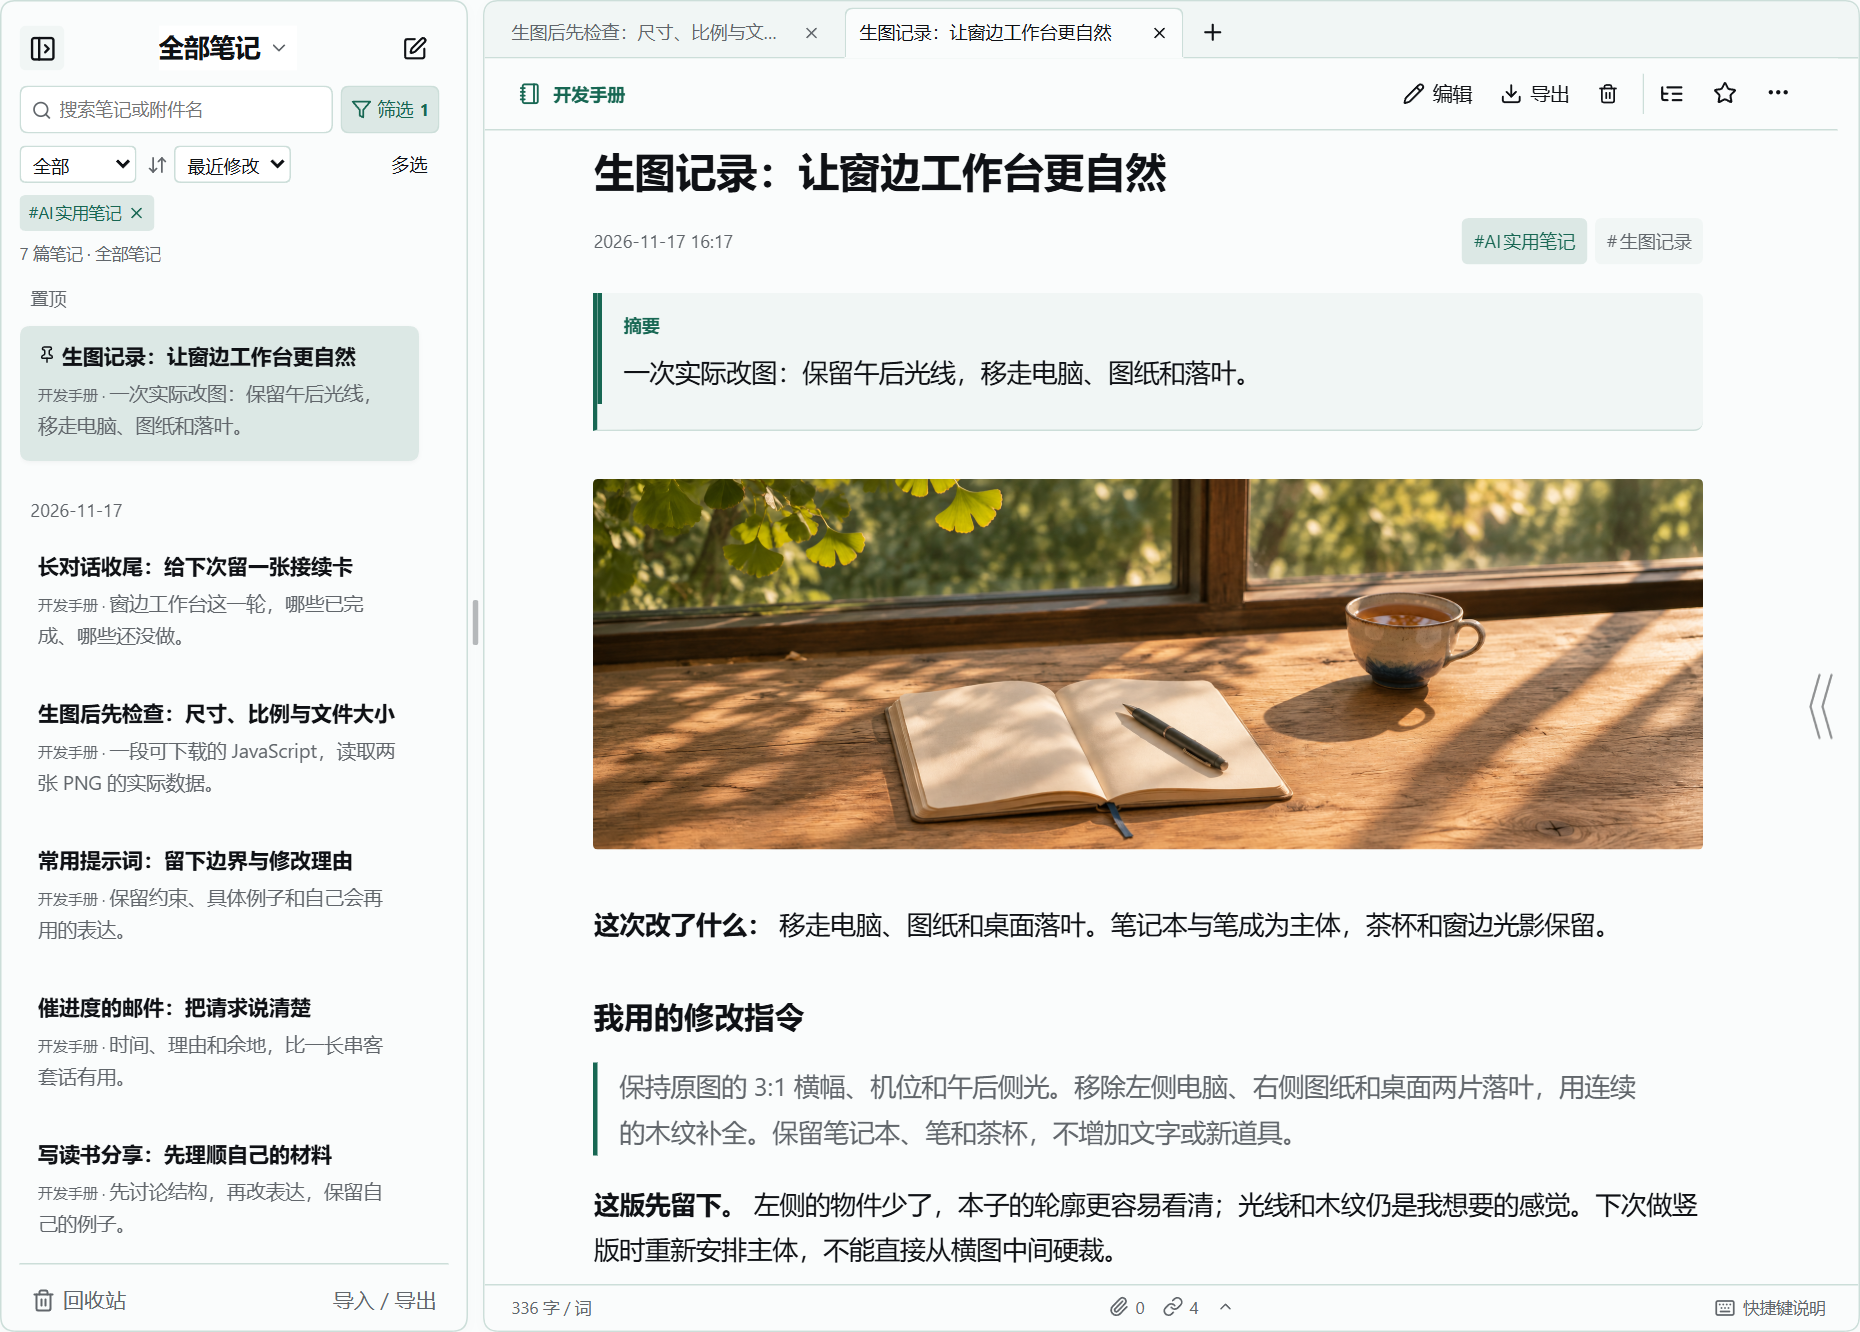 全部笔记
搜索笔记或附件名
筛选 1
全部
最近修改
多选
#AI实用笔记
7 篇笔记 · 全部笔记
置顶
生图记录：让窗边工作台更自然
开发手册 · 一次实际改图：保留午后光线，
移走电脑、图纸和落叶。
2026-11-17
长对话收尾：给下次留一张接续卡
开发手册 · 窗边工作台这一轮，哪些已完
成、哪些还没做。
生图后先检查：尺寸、比例与文件大小
开发手册 · 一段可下载的 JavaScript，读取两
张 PNG 的实际数据。
常用提示词：留下边界与修改理由
开发手册 · 保留约束、具体例子和自己会再
用的表达。
催进度的邮件：把请求说清楚
开发手册 · 时间、理由和余地，比一长串客
套话有用。
写读书分享：先理顺自己的材料
开发手册 · 先讨论结构，再改表达，保留自
己的例子。
回收站
导入 / 导出
生图后先检查：尺寸、比例与文...
生图记录：让窗边工作台更自然
开发手册
编辑
导出
生图记录：让窗边工作台更自然
2026-11-17 16:17
#AI实用笔记
#生图记录
摘要
一次实际改图：保留午后光线，移走电脑、图纸和落叶。
这次改了什么： 移走电脑、图纸和桌面落叶。笔记本与笔成为主体，茶杯和窗边光影保留。
我用的修改指令
保持原图的 3:1 横幅、机位和午后侧光。移除左侧电脑、右侧图纸和桌面两片落叶，用连续
的木纹补全。保留笔记本、笔和茶杯，不增加文字或新道具。
这版先留下。 左侧的物件少了，本子的轮廓更容易看清；光线和木纹仍是我想要的感觉。下次做竖
版时重新安排主体，不能直接从横图中间硬裁。
336 字 / 词
0
4
快捷键说明